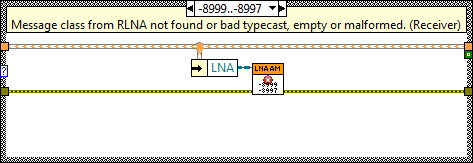 -8999..-8997
Message class from RLNA not found or bad typecast, empty or malformed. (Receiver)
LNA
LNA AM
?
-8999
-8997